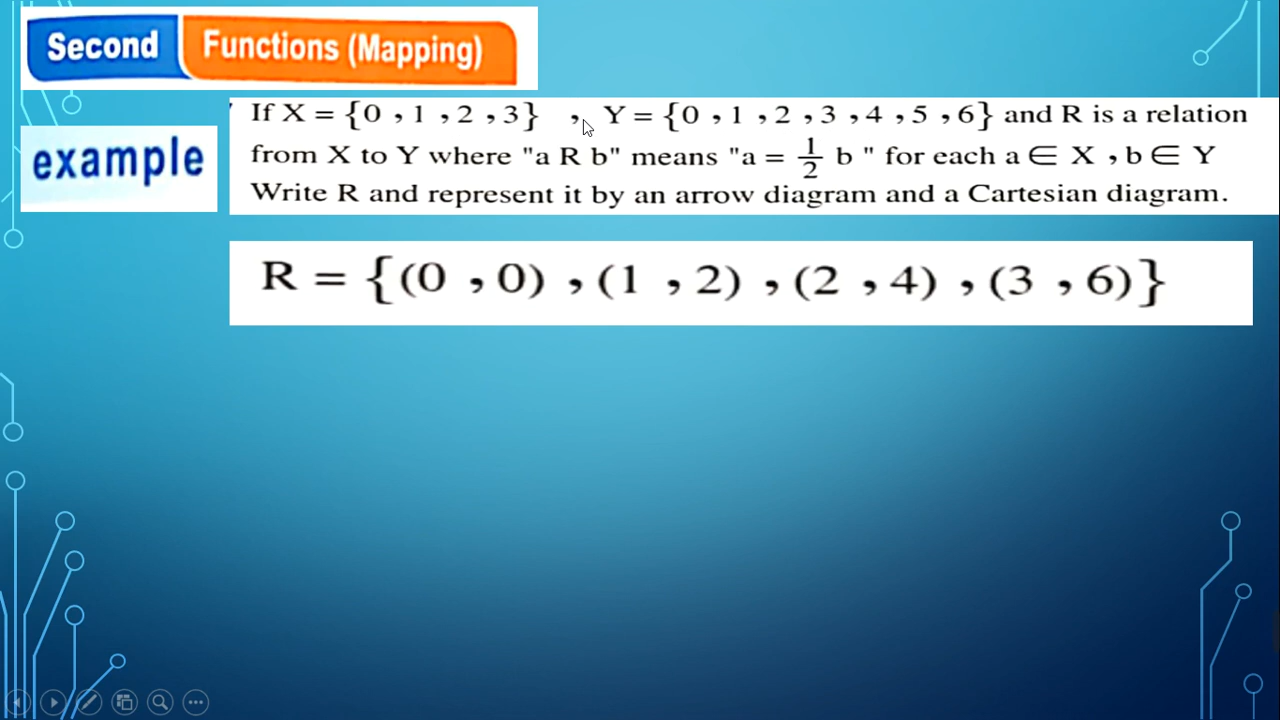 Second Functions (Mapping)
example
If X = {0 , 1 , 2 , 3} , Y = {0 , 1 , 2 , 3 , 4 , 5 , 6} and R is a relation
from X to Y where "a R b" means "a = 1/2 b " for each a ∈ X , b ∈ Y
Write R and represent it by an arrow diagram and a Cartesian diagram.
R = {(0 , 0) , (1 , 2) , (2 , 4) , (3 , 6)}